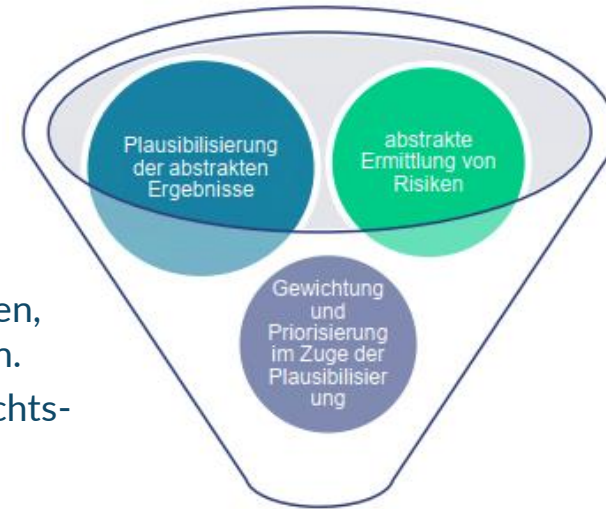 Plausibilisierung
der abstrakten
Ergebnisse
abstrakte
Ermittlung von
Risiken
Gewichtung
und
Priorisierung
im Zuge der
Plausibilisier
ung
en,
n.
chts-